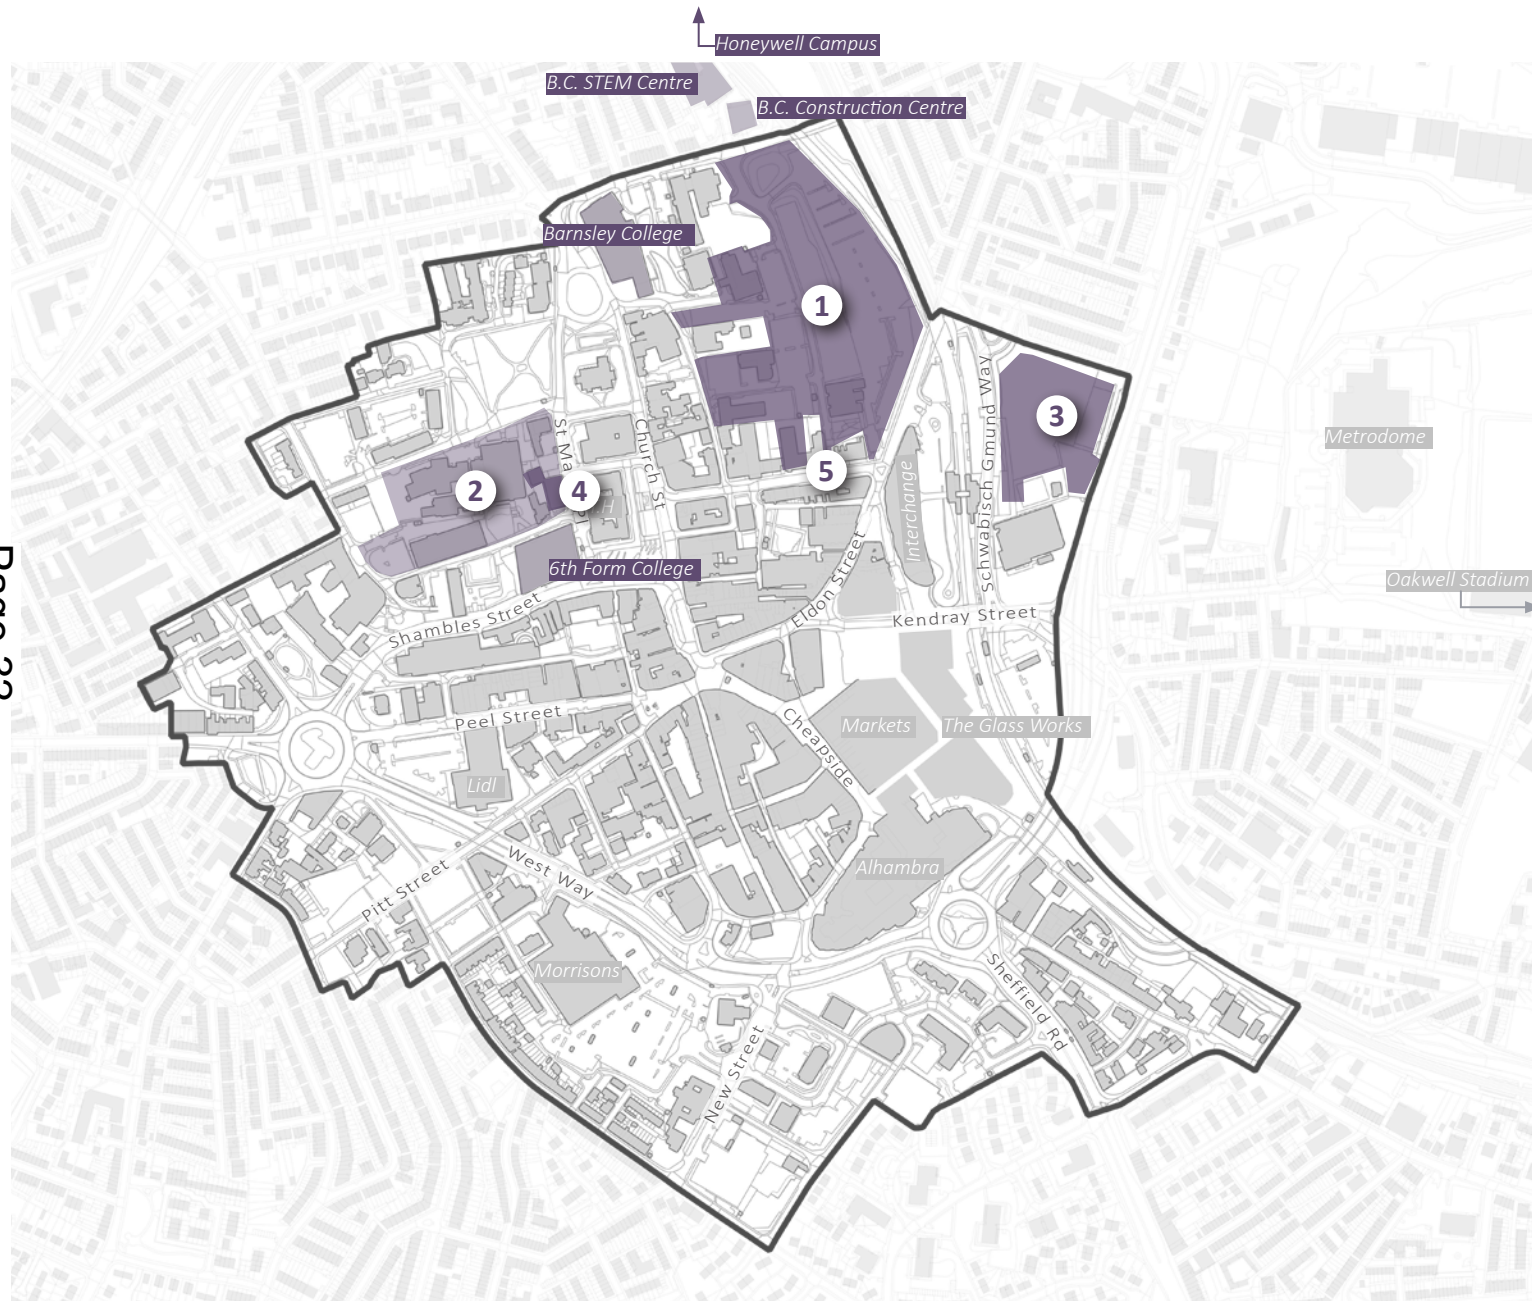 Honeywell Campus
B.C. STEM Centre
B.C. Construction Centre
Barnsley College
1
Schwabisch Gmund Way
3
St Ma
Church St
Metrodome
5
2
4
H
Interchange
B
6th Form College
Eldon Street
Oakwell Stadium
Shambles Street
Kendray Street
Peel Street
Cheapside
Markets
The Glass Works
Lidl
West Way
Pitt Street
Alhambra
Morrisons
Sheffield Rd
New Street